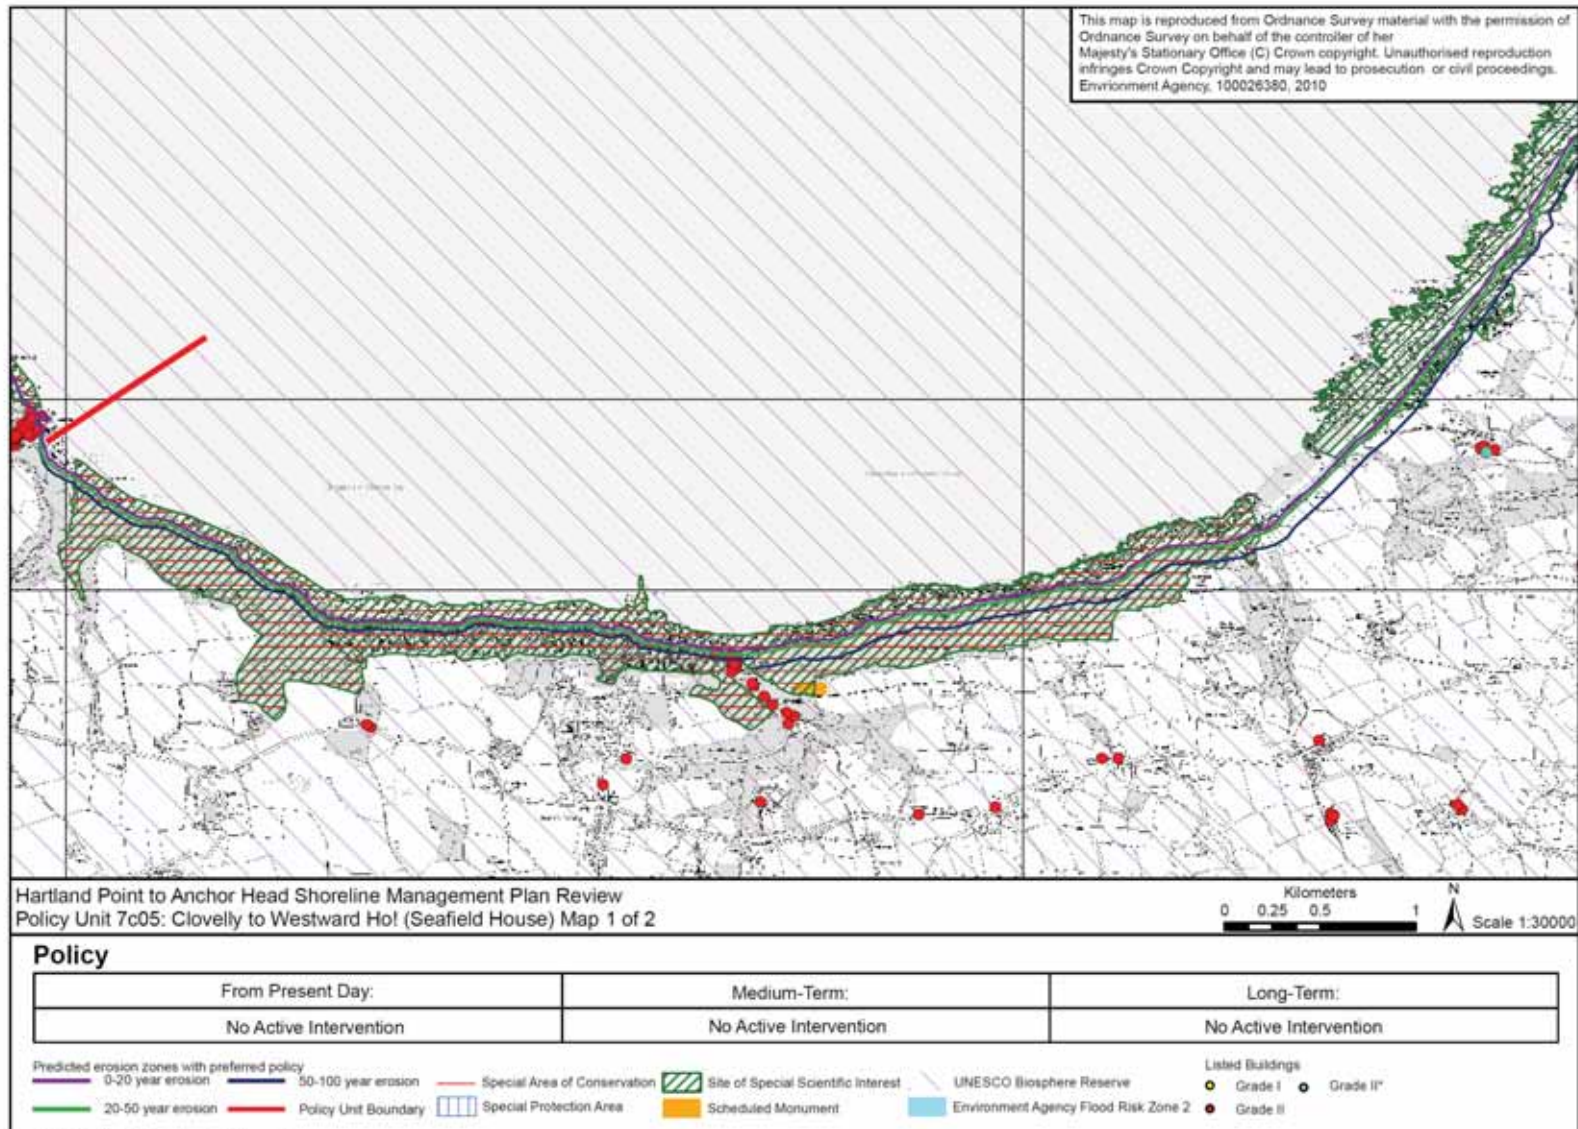 This map is reproduced from Ordnance Survey material with the permission of
Ordnance Survey on behalf of the controller of her
Majesty's Stationary Office (C) Crown copyright. Unauthorised reproduction
infringes Crown Copyright and may lead to prosecution or civil proceedings.
Envrionment Agency, 100026380, 2010
Hartland Point to Anchor Head Shoreline Management Plan Review
Policy Unit 7c05: Clovelly to Westward Ho! (Seafield House) Map 1 of 2
Kilometers
0 0.25 0.5 1
N
Scale 1:30000
Policy
From Present Day: Medium-Term: Long-Term:
No Active Intervention No Active Intervention No Active Intervention
Predicted erosion zones with preferred policy
0-20 year erosion 50-100 year erosion Special Area of Conservation Site of Special Scientific Interest UNESCO Biosphere Reserve
20-50 year erosion Policy Unit Boundary Special Protection Area Scheduled Monument Environment Agency Flood Risk Zone 2
Listed Buildings
Grade I Grade II*
Grade II